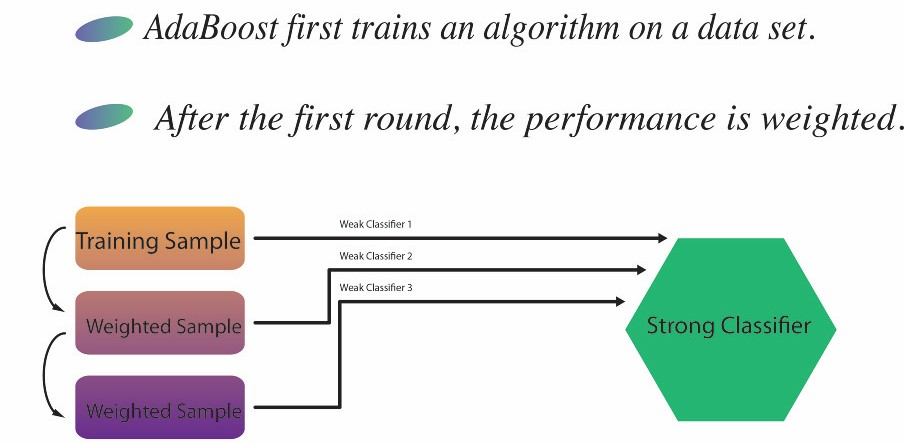 AdaBoost first trains an algorithm on a data set.
After the first round, the performance is weighted.
Training Sample
Weak Classifier 1
Weak Classifier 2
Weak Classifier 3
Weighted Sample
Strong Classifier
Weighted Sample